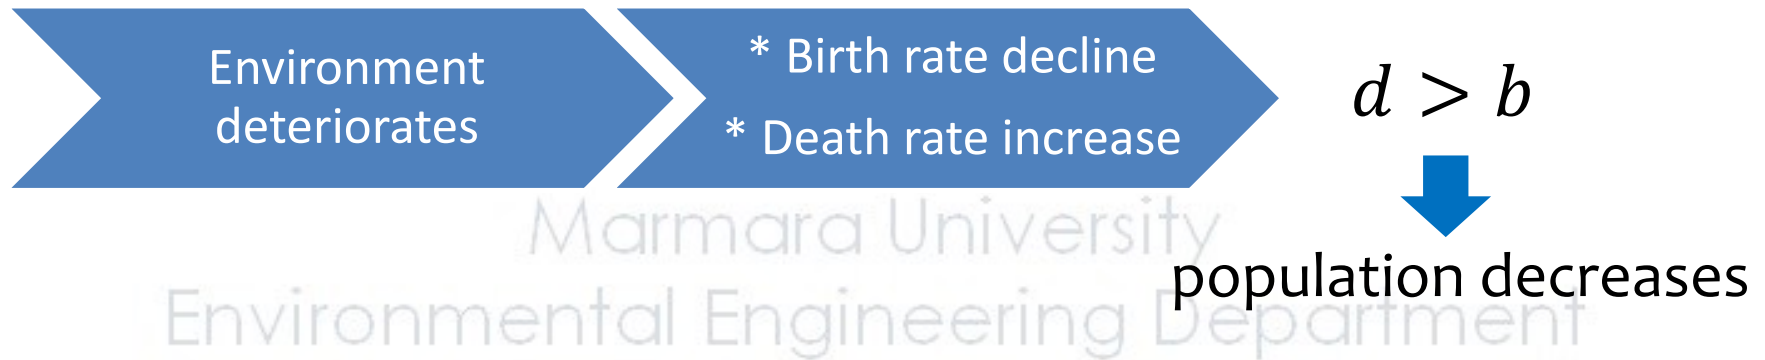 Environment
deteriorates
* Birth rate decline
* Death rate increase
d > b
population decreases
Marmara University
Environmental Engineering Department